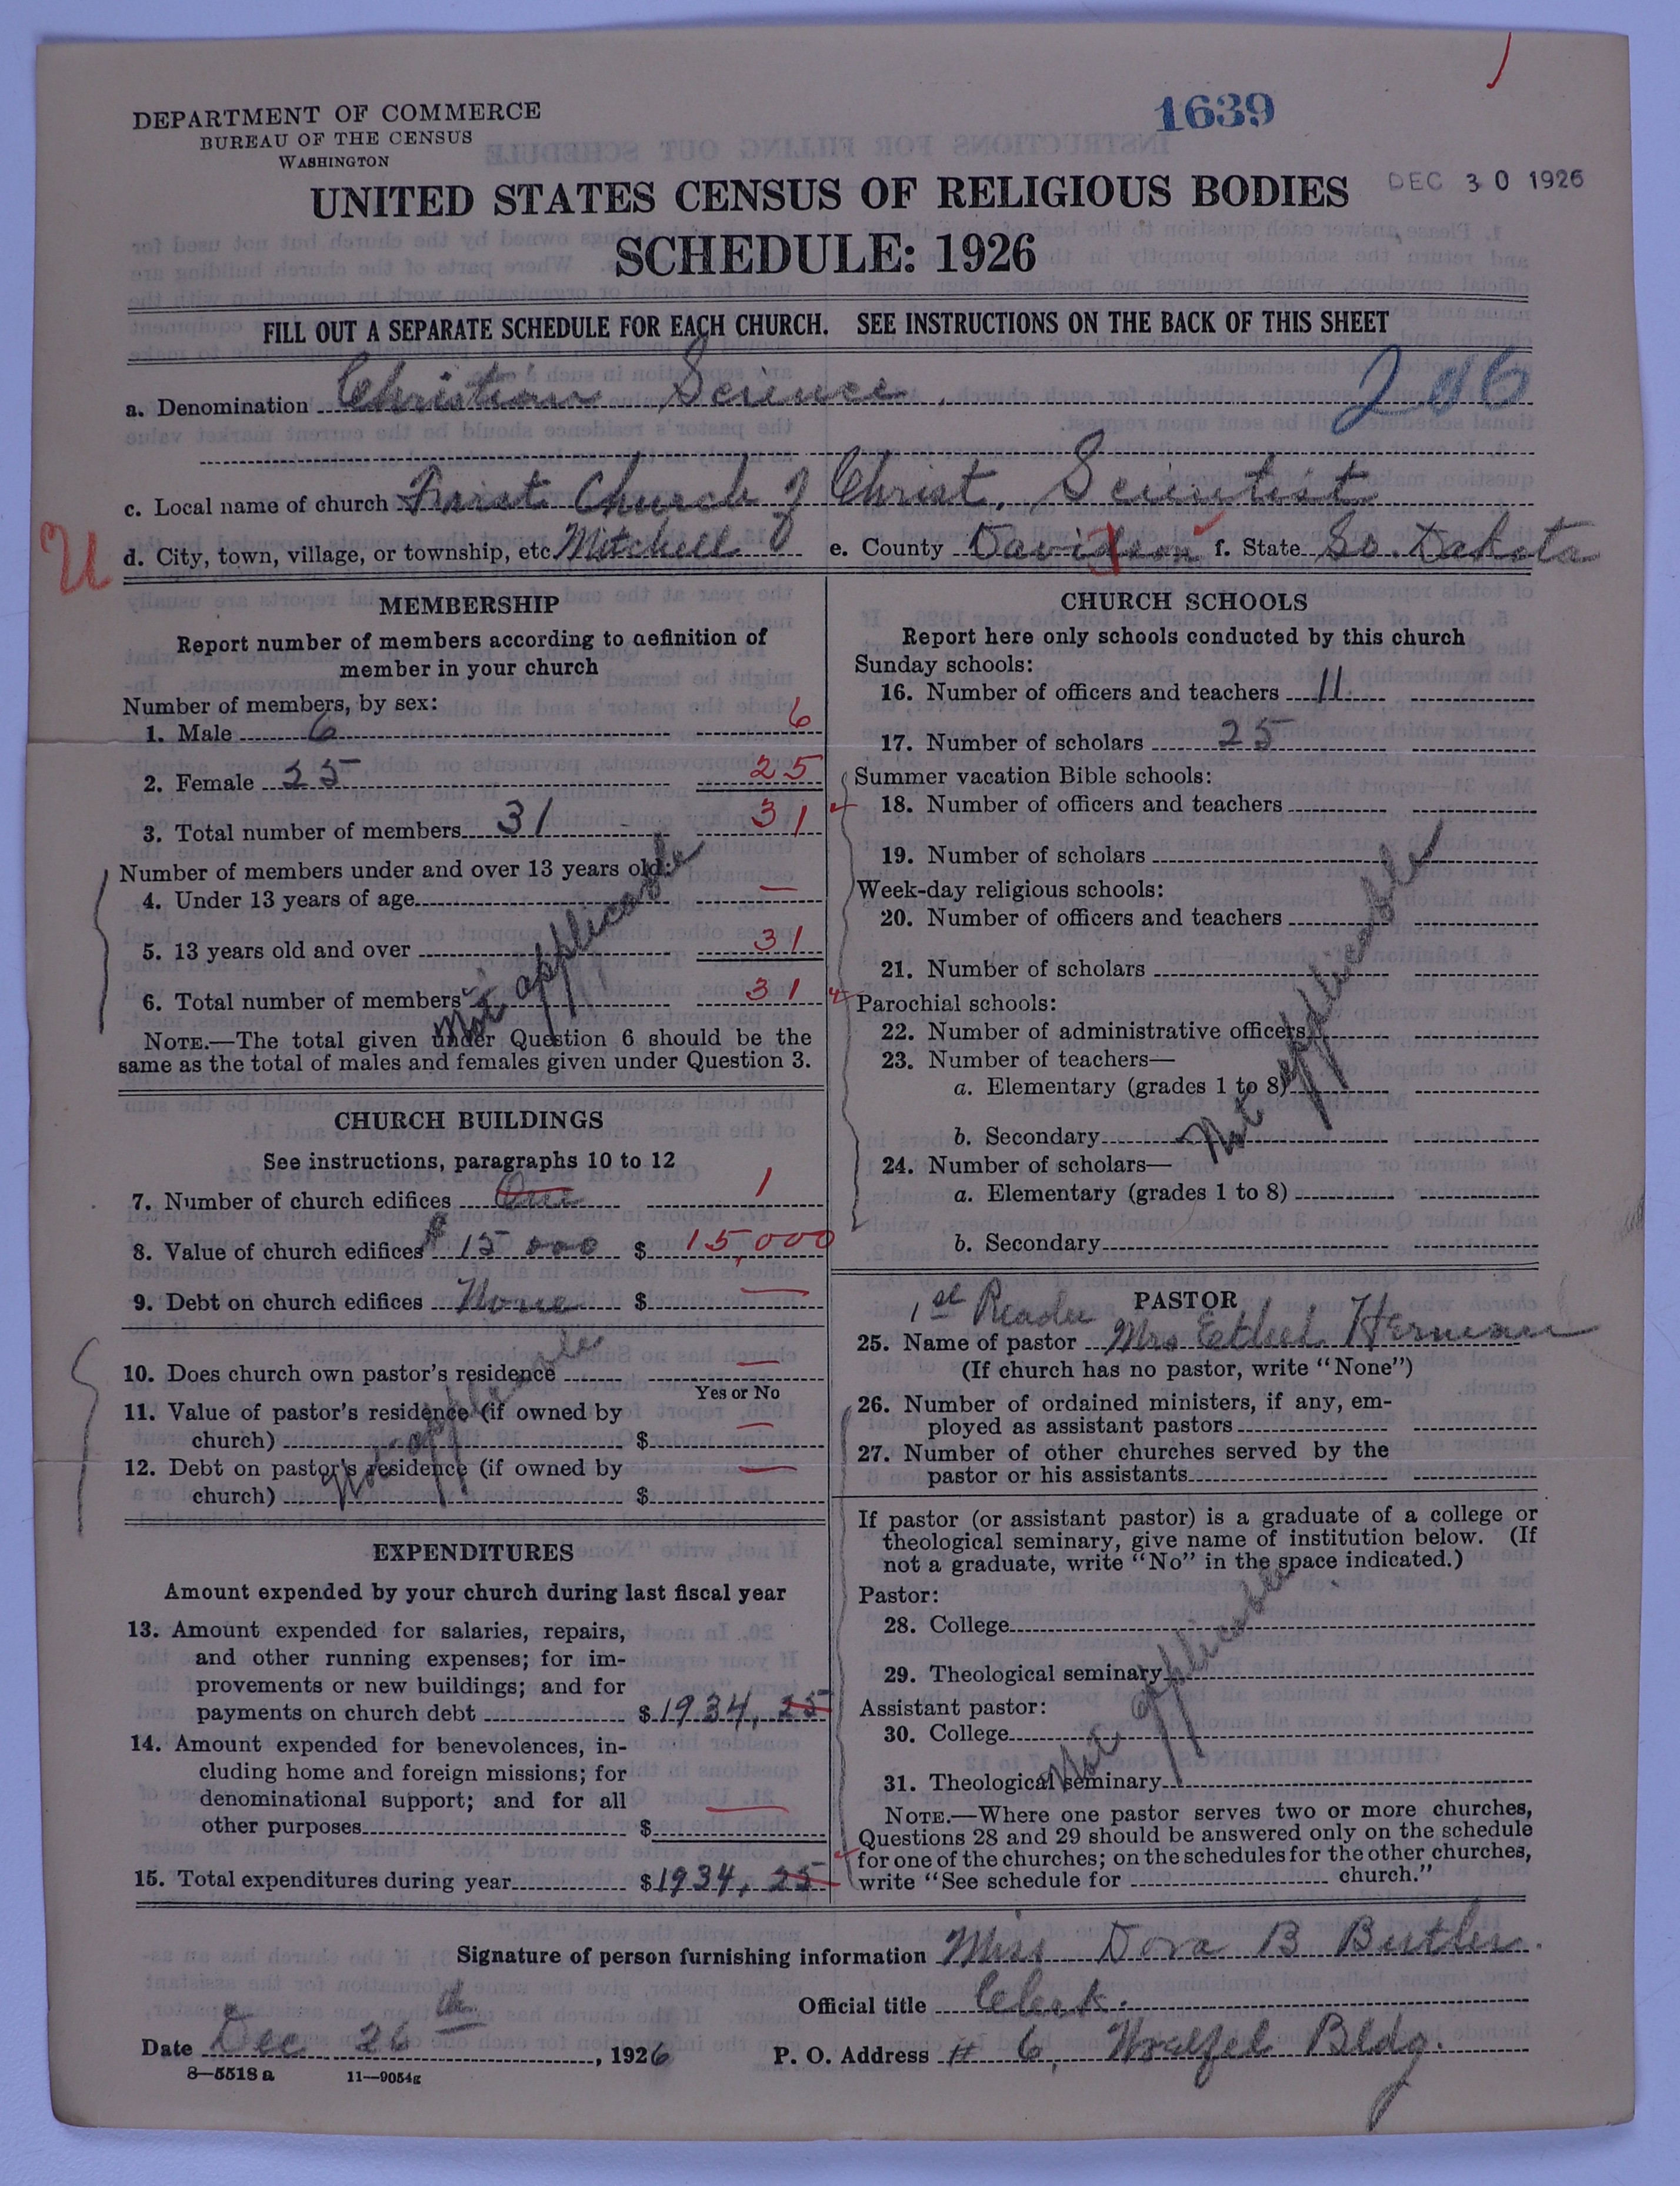 1639
DEPARTMENT OF COMMERCE
BUREAU OF THE CENSUS
WASHINGTON
DEC 30 1926
UNITED STATES CENSUS OF RELIGIOUS BODIES
SCHEDULE: 1926
FILL OUT A SEPARATE SCHEDULE FOR EACH CHURCH. SEE INSTRUCTIONS ON THE BACK OF THIS SHEET
206
a. Denomination Christian Science.
c. Local name of church First Church of Christ, Scientist
U
d. City, town, village, or township, etc. Mitchell e. County Davidson f. State So. Dakota
MEMBERSHIP
Report number of members according to definition of
member in your church
Number of members, by sex:
1. Male 6 6
2. Female 25 25
3. Total number of members 31 31
Number of members under and over 13 years old:
4. Under 13 years of age —
5. 13 years old and over 31
6. Total number of members 31
Not applicable
NOTE.—The total given under Question 6 should be the
same as the total of males and females given under Question 3.
CHURCH BUILDINGS
See instructions, paragraphs 10 to 12
7. Number of church edifices One 1
8. Value of church edifices $15 000 $ 15,000
9. Debt on church edifices None $ —
10. Does church own pastor's residence —
Yes or No
11. Value of pastor's residence (if owned by
church) $ —
12. Debt on pastor's residence (if owned by
church) $ —
Not applicable
EXPENDITURES
Amount expended by your church during last fiscal year
13. Amount expended for salaries, repairs,
and other running expenses; for im-
provements or new buildings; and for
payments on church debt $ 1934, 25
14. Amount expended for benevolences, in-
cluding home and foreign missions; for
denominational support; and for all
other purposes $ —
15. Total expenditures during year $ 1934, 25
CHURCH SCHOOLS
Report here only schools conducted by this church
Sunday schools:
16. Number of officers and teachers 11
17. Number of scholars 25
Summer vacation Bible schools:
18. Number of officers and teachers
19. Number of scholars
Week-day religious schools:
20. Number of officers and teachers
21. Number of scholars
Parochial schools:
22. Number of administrative officers
23. Number of teachers—
a. Elementary (grades 1 to 8)
b. Secondary
24. Number of scholars—
a. Elementary (grades 1 to 8)
b. Secondary
Not applicable
1st Reader PASTOR
25. Name of pastor Mrs Ethel Herman
(If church has no pastor, write "None")
26. Number of ordained ministers, if any, em-
ployed as assistant pastors
27. Number of other churches served by the
pastor or his assistants
If pastor (or assistant pastor) is a graduate of a college or
theological seminary, give name of institution below. (If
not a graduate, write "No" in the space indicated.)
Pastor:
28. College
29. Theological seminary
Assistant pastor:
30. College
31. Theological seminary
Not applicable
NOTE.—Where one pastor serves two or more churches,
Questions 28 and 29 should be answered only on the schedule
for one of the churches; on the schedules for the other churches,
write "See schedule for church."
Signature of person furnishing information Miss Dora B Butler.
Official title Clerk.
Date Dec 26th, 1926 P. O. Address # 6, Bldg.
8—5518 a 11—9054g